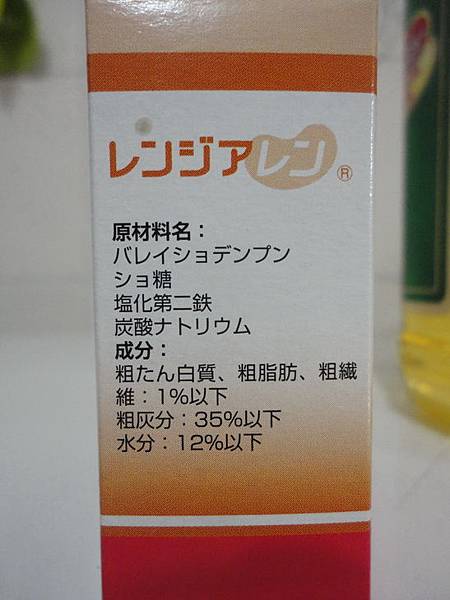 レンジアレン®
原材料名：
バレイショデンプン
ショ糖
塩化第二鉄
炭酸ナトリウム
成分：
粗たん白質、粗脂肪、粗繊
維：1%以下
粗灰分：35%以下
水分：12%以下